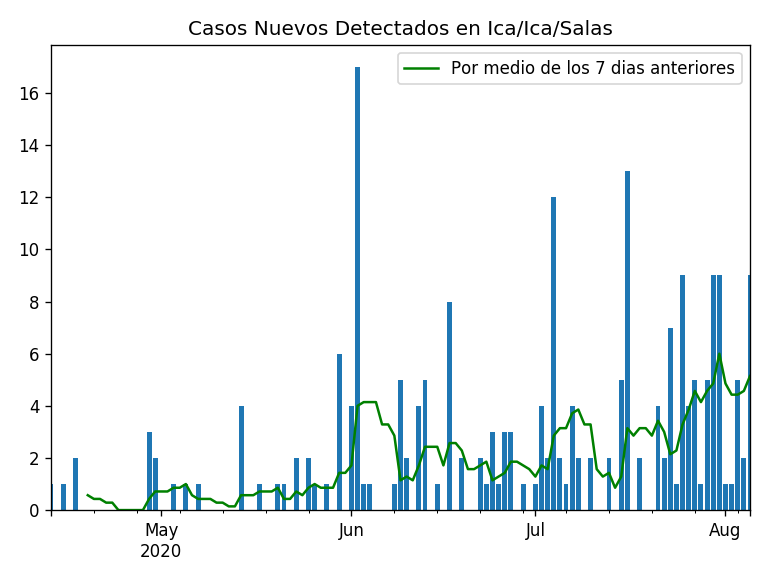 Casos Nuevos Detectados en Ica/Ica/Salas
Por medio de los 7 dias anteriores
16
14
12
10
8
6
4
2
0
May
2020
Jun
Jul
Aug